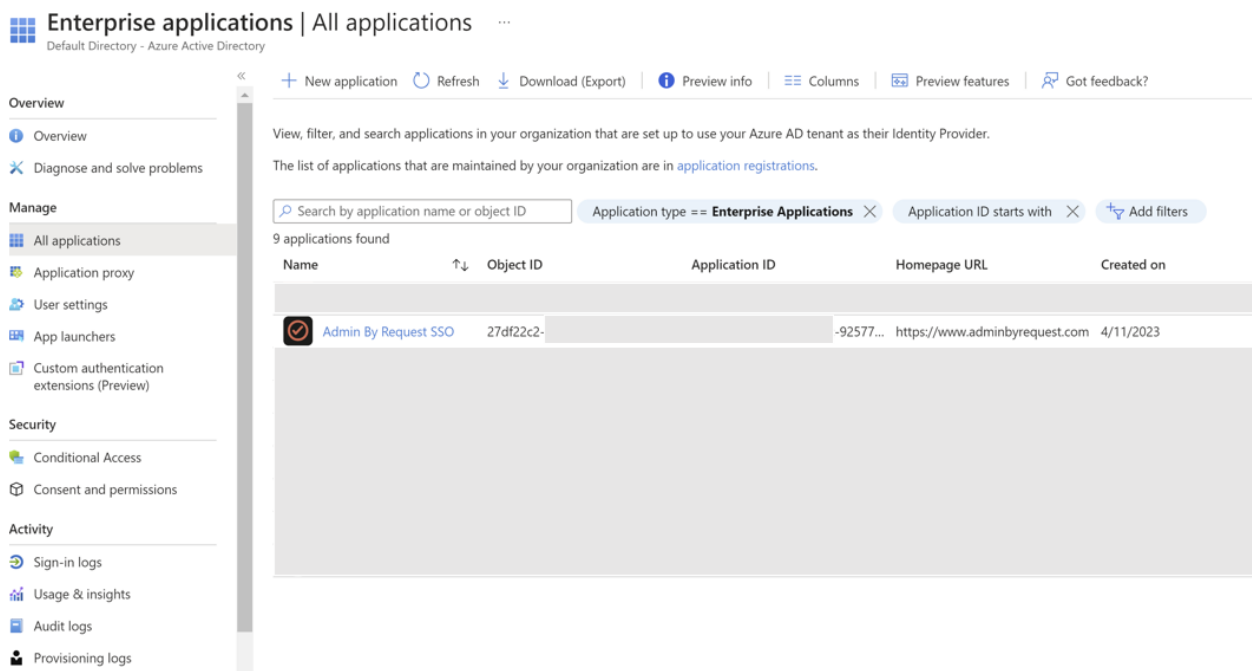 Enterprise applications | All applications ...
Default Directory - Azure Active Directory
Overview
Overview
Diagnose and solve problems
Manage
All applications
Application proxy
User settings
App launchers
Custom authentication
extensions (Preview)
Security
Conditional Access
Consent and permissions
Activity
Sign-in logs
Usage & insights
Audit logs
Provisioning logs
New application Refresh Download (Export) Preview info Columns Preview features Got feedback?
View, filter, and search applications in your organization that are set up to use your Azure AD tenant as their Identity Provider.
The list of applications that are maintained by your organization are in application registrations.
Search by application name or object ID Application type == Enterprise Applications Application ID starts with Add filters
9 applications found
Name Object ID Application ID Homepage URL Created on
Admin By Request SSO 27df22c2- -92577... https://www.adminbyrequest.com 4/11/2023